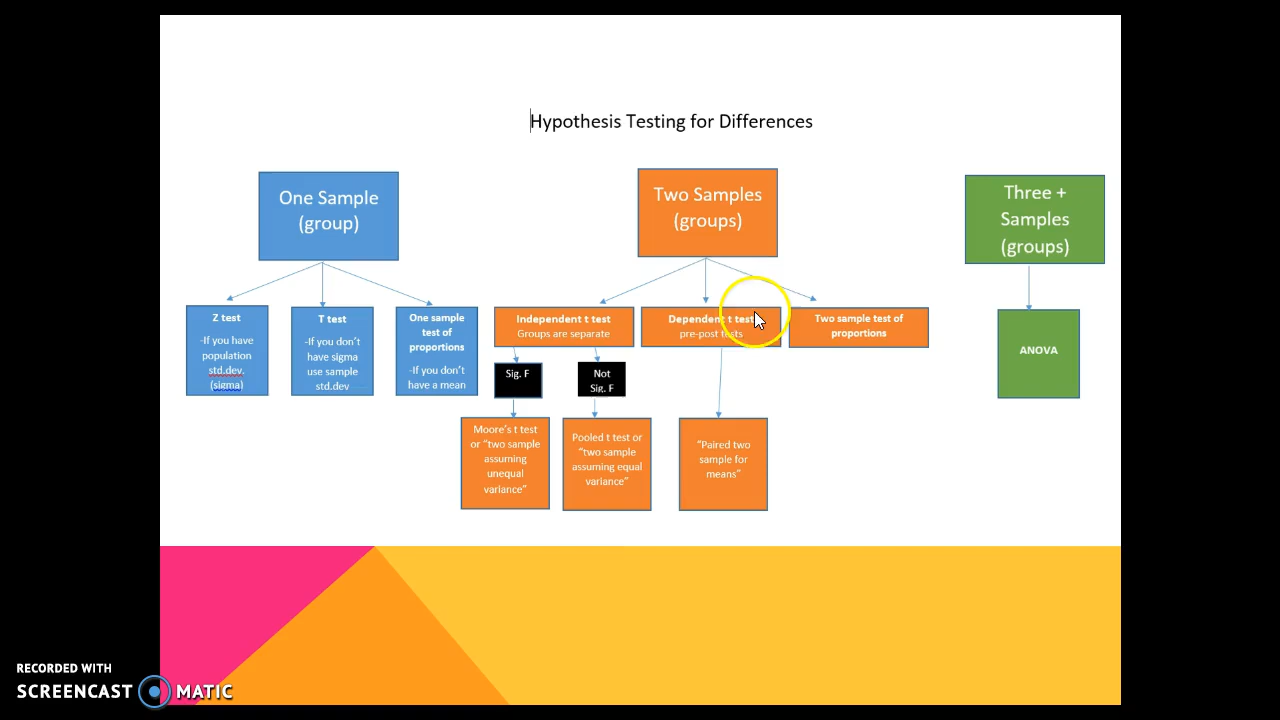 Hypothesis Testing for Differences
One Sample
(group)
Two Samples
(groups)
Three +
Samples
(groups)
Z test
-If you have
population
std.dev.
(sigma)
T test
-If you don't
have sigma
use sample
std.dev
One sample
test of
proportions
-If you don't
have a mean
Independent t test
Groups are separate
Dependent t test
pre-post tests
Two sample test of
proportions
ANOVA
Sig. F
Not
Sig. F
Moore's t test
or "two sample
assuming
unequal
variance"
Pooled t test or
"two sample
assuming equal
variance"
"Paired two
sample for
means"
RECORDED WITH
SCREENCAST MATIC